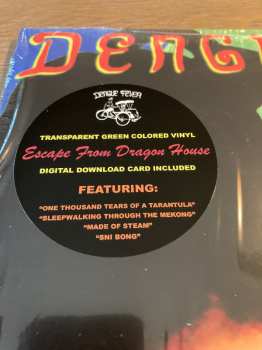 DENG
DENGUE FEVER
TRANSPARENT GREEN COLORED VINYL
Escape From Dragon House
DIGITAL DOWNLOAD CARD INCLUDED
FEATURING:
"ONE THOUSAND TEARS OF A TARANTULA"
"SLEEPWALKING THROUGH THE MEKONG"
"MADE OF STEAM"
"SNI BONG"